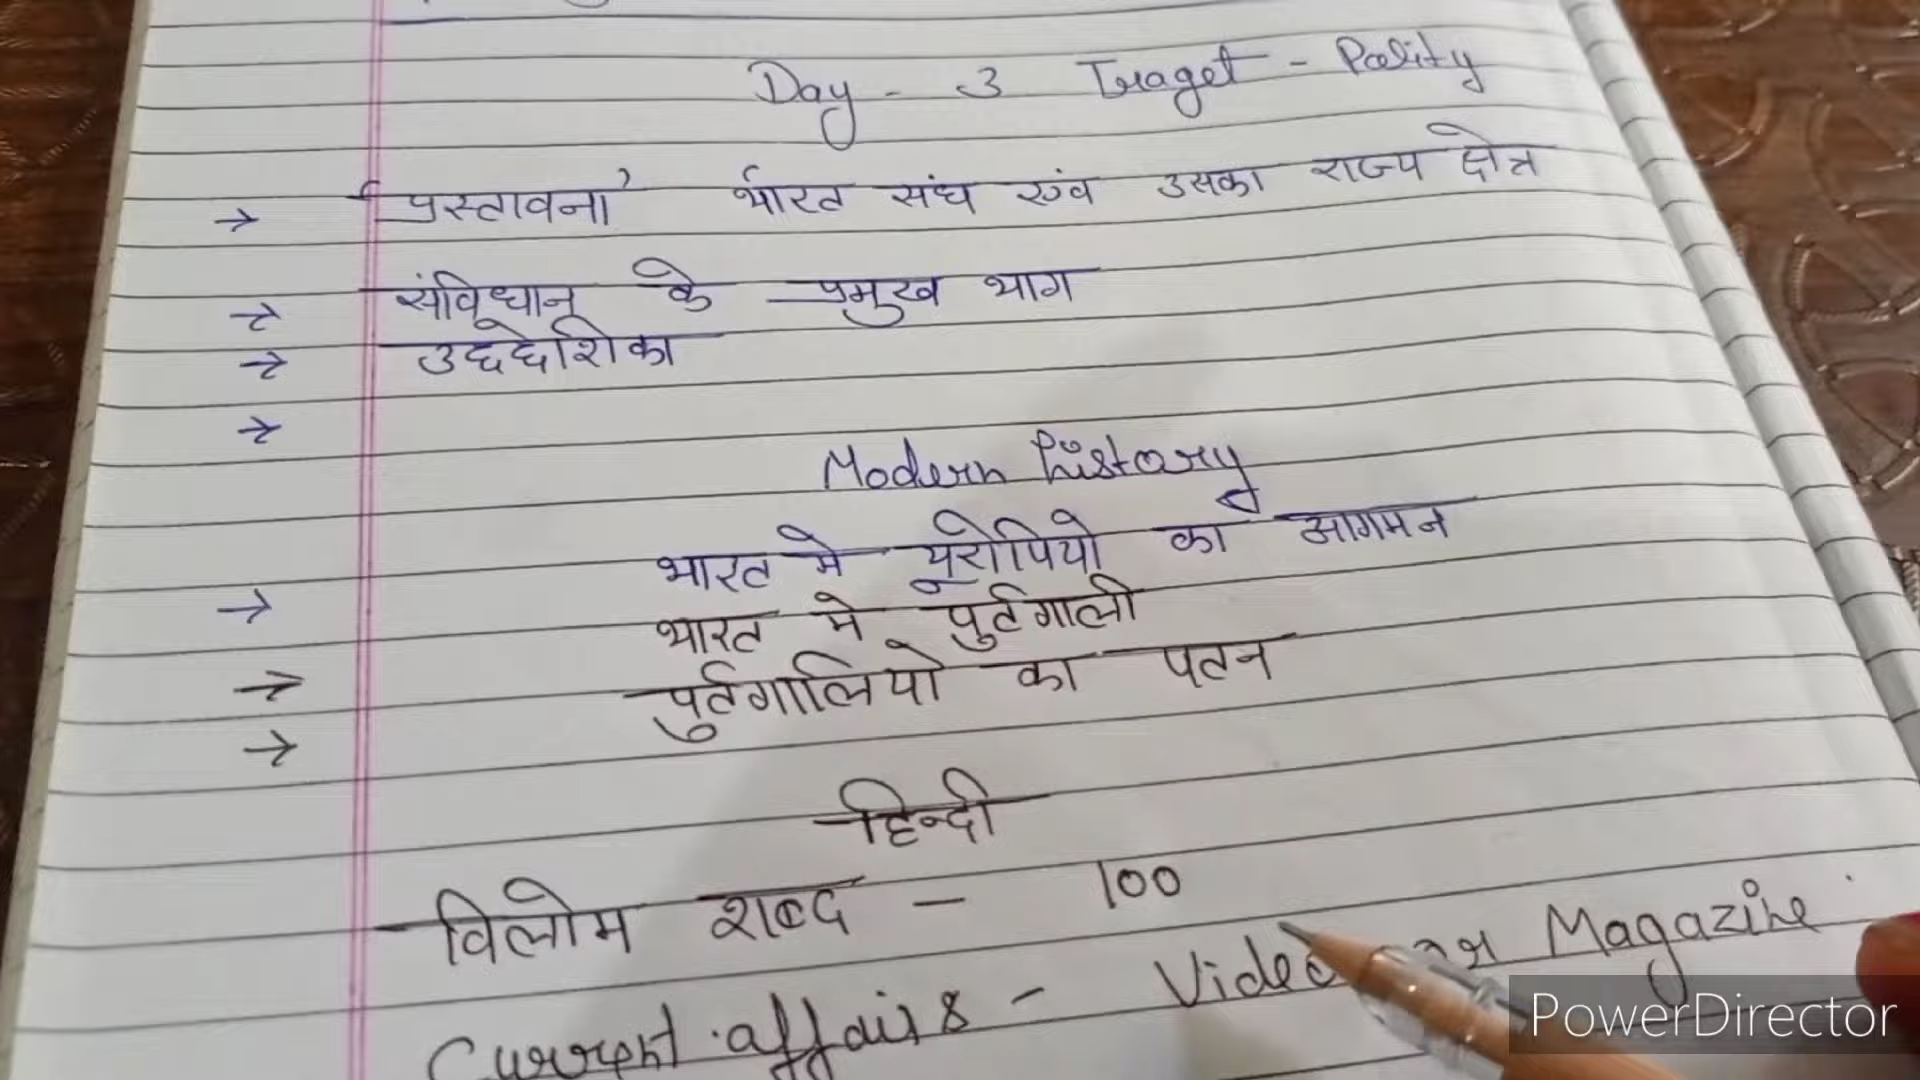 Day - 3 Traget - Polity
→ 'प्रस्तावना' भारत संघ एवं उसका राज्य क्षेत्र
→ संविधान के प्रमुख भाग
→ उद्देशिका
→
Modern history
→ भारत मे यूरोपियो का आगमन
→ भारत मे पुर्तगाली
→ पुर्तगालियो का पतन
हिन्दी
विलोम शब्द - 100
Current affairs - Video Magazine
PowerDirector